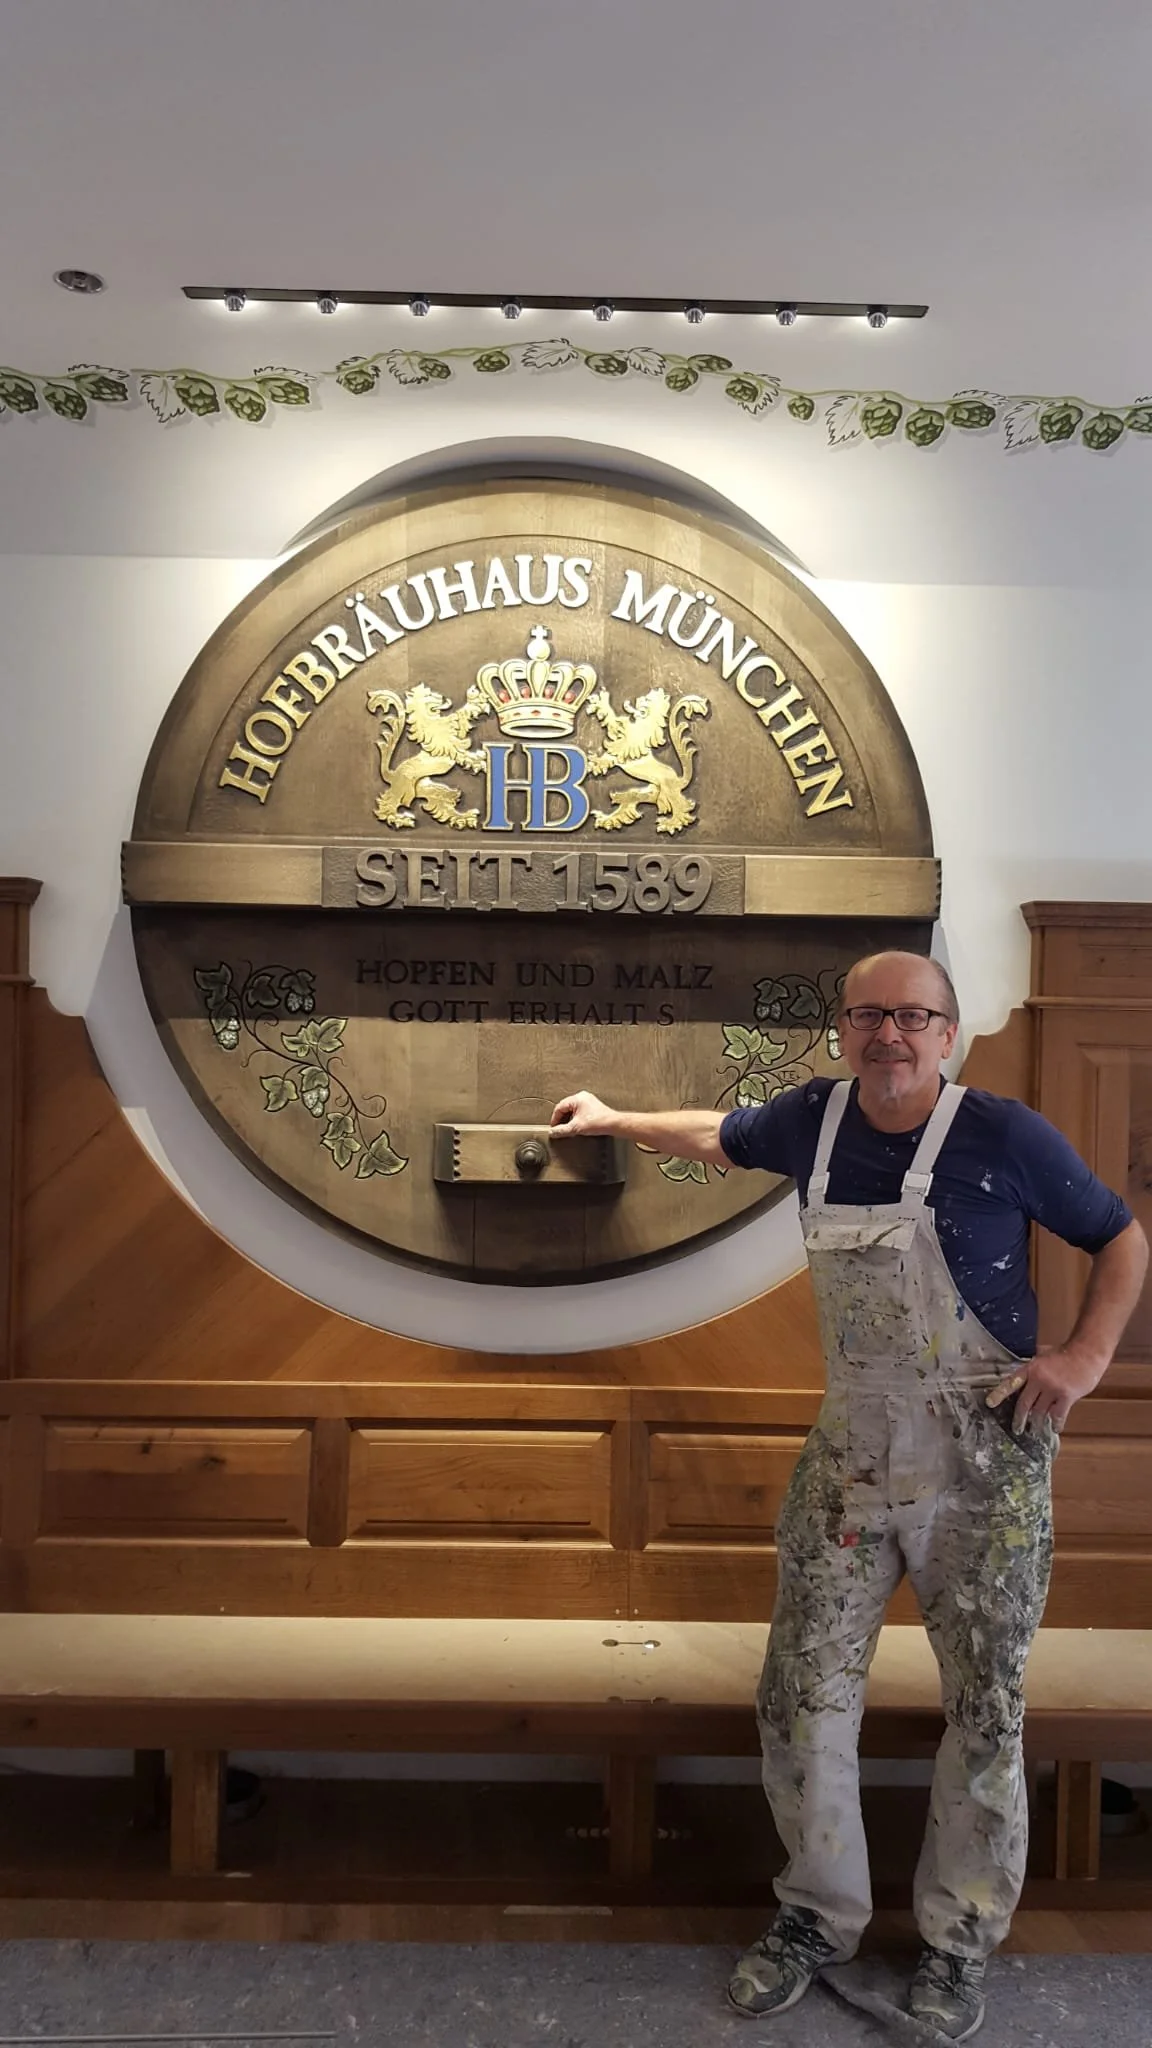 HOFBRÄUHAUS MÜNCHEN
HB
SEIT 1589
HOPFEN UND MALZ
GOTT ERHALT S
T.E.